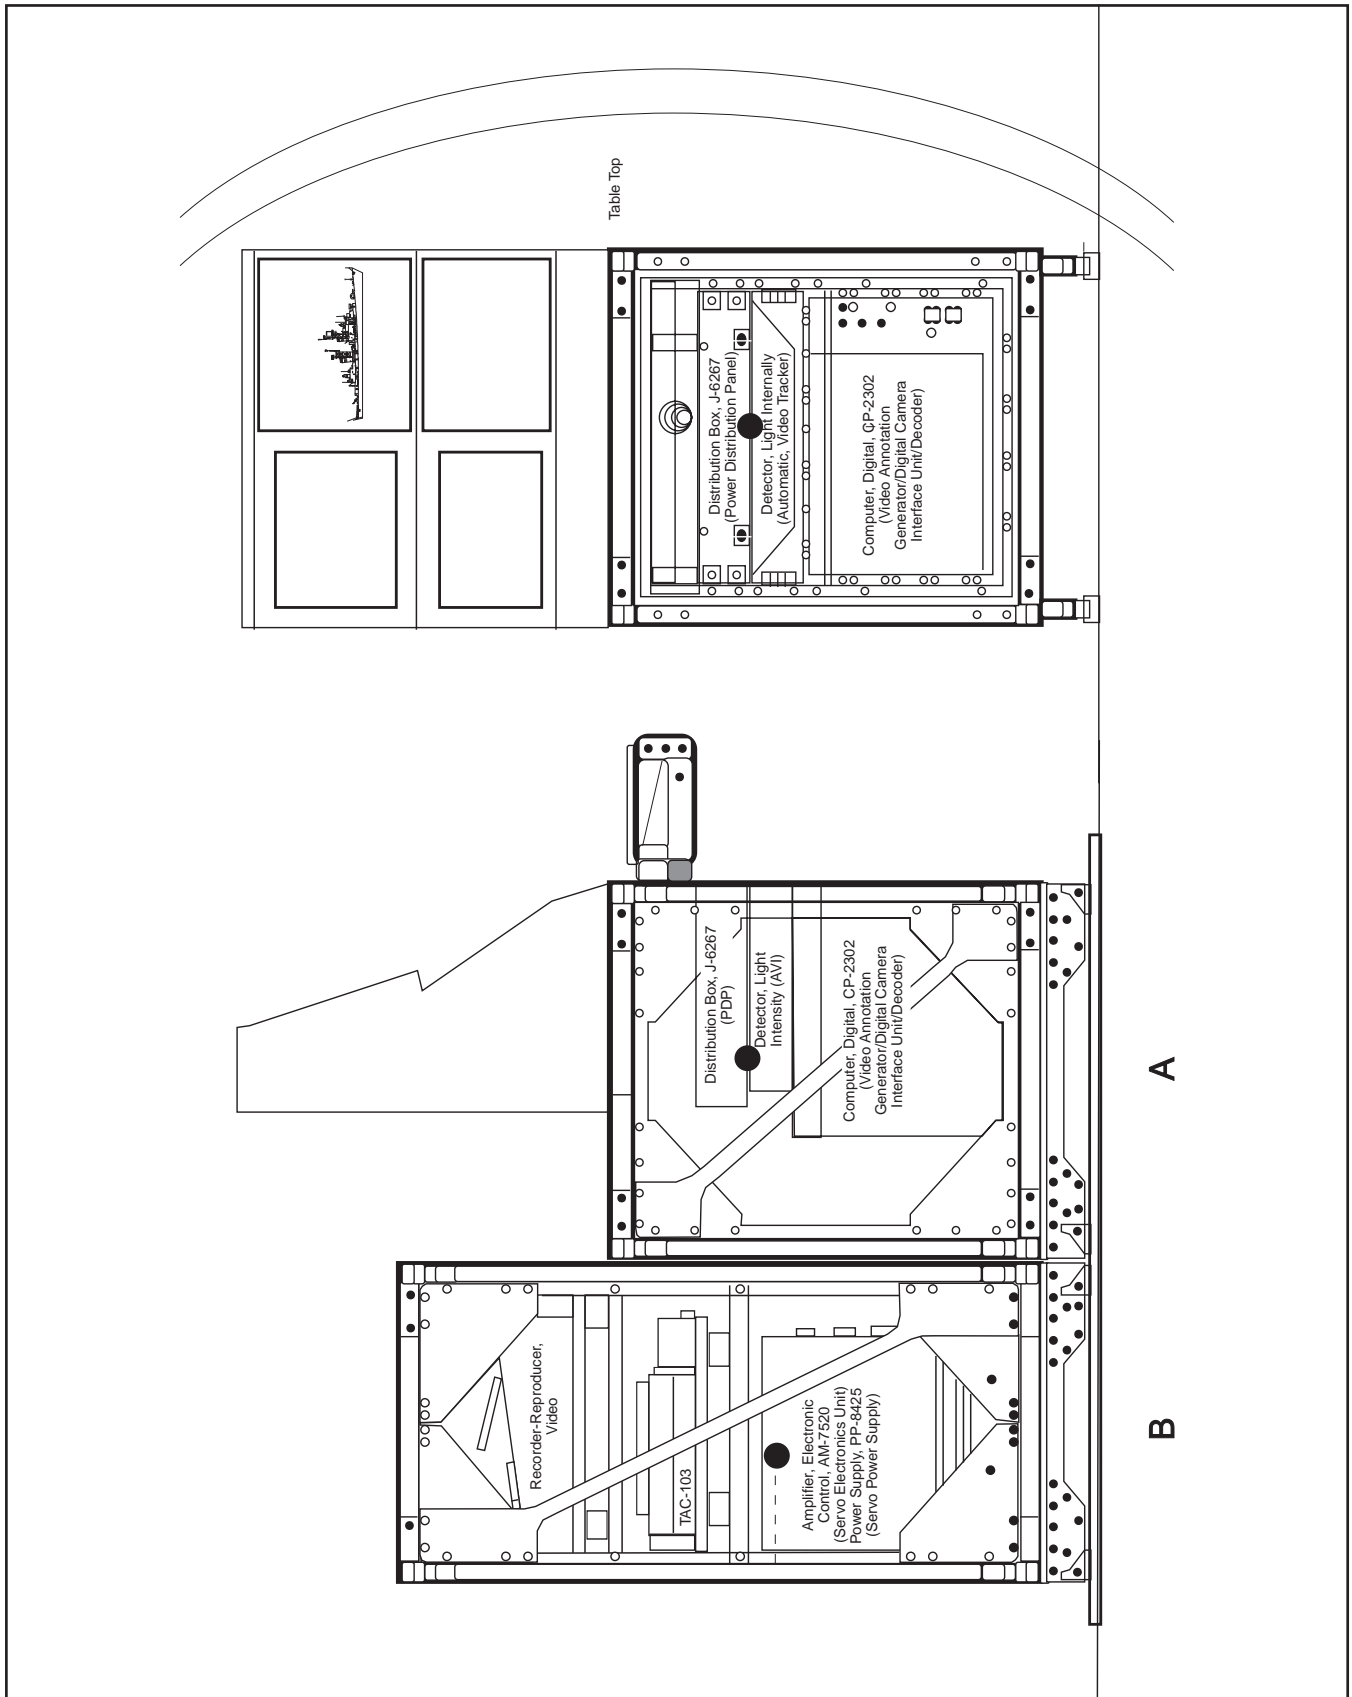 Recorder-Reproducer,
Video
TAC-103
Amplifier, Electronic
Control, AM-7520
(Servo Electronics Unit)
Power Supply, PP-8425
(Servo Power Supply)
B
Distribution Box, J-6267
(PDP)
Detector, Light
Intensity (AVI)
Computer, Digital, CP-2302
(Video Annotation
Generator/Digital Camera
Interface Unit/Decoder)
A
Table Top
Distribution Box, J-6267
(Power Distribution Panel)
Detector, Light Internally
(Automatic, Video Tracker)
Computer, Digital, CP-2302
(Video Annotation
Generator/Digital Camera
Interface Unit/Decoder)